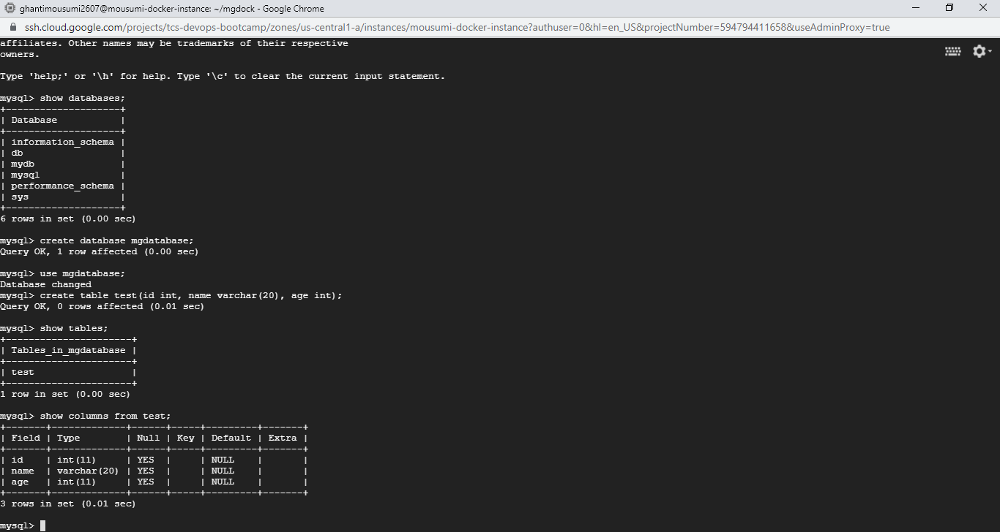 ghantimousumi2607@mousumi-docker-instance: ~/mgdock - Google Chrome
ssh.cloud.google.com/projects/tcs-devops-bootcamp/zones/us-central1-a/instances/mousumi-docker-instance?authuser=0&hl=en_US&projectNumber=594794411658&useAdminProxy=true
affiliates. Other names may be trademarks of their respective
owners.

Type 'help;' or '\h' for help. Type '\c' to clear the current input statement.

mysql> show databases;
+--------------------+
| Database           |
+--------------------+
| information_schema |
| db                 |
| mydb               |
| mysql              |
| performance_schema |
| sys                |
+--------------------+
6 rows in set (0.00 sec)

mysql> create database mgdatabase;
Query OK, 1 row affected (0.00 sec)

mysql> use mgdatabase;
Database changed
mysql> create table test(id int, name varchar(20), age int);
Query OK, 0 rows affected (0.01 sec)

mysql> show tables;
+----------------------+
| Tables_in_mgdatabase |
+----------------------+
| test                 |
+----------------------+
1 row in set (0.00 sec)

mysql> show columns from test;
+-------+-------------+------+-----+---------+-------+
| Field | Type        | Null | Key | Default | Extra |
+-------+-------------+------+-----+---------+-------+
| id    | int(11)     | YES  |     | NULL    |       |
| name  | varchar(20) | YES  |     | NULL    |       |
| age   | int(11)     | YES  |     | NULL    |       |
+-------+-------------+------+-----+---------+-------+
3 rows in set (0.01 sec)

mysql>